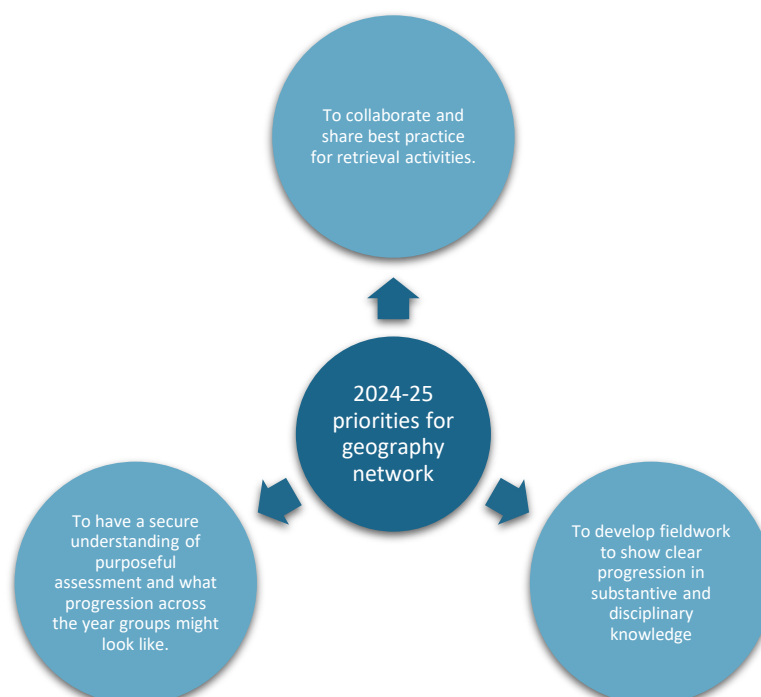 To collaborate and
share best practice
for retrieval activities.
2024-25
priorities for
geography
network
To have a secure
understanding of
purposeful
assessment and what
progression across
the year groups might
look like.
To develop fieldwork
to show clear
progression in
substantive and
disciplinary
knowledge